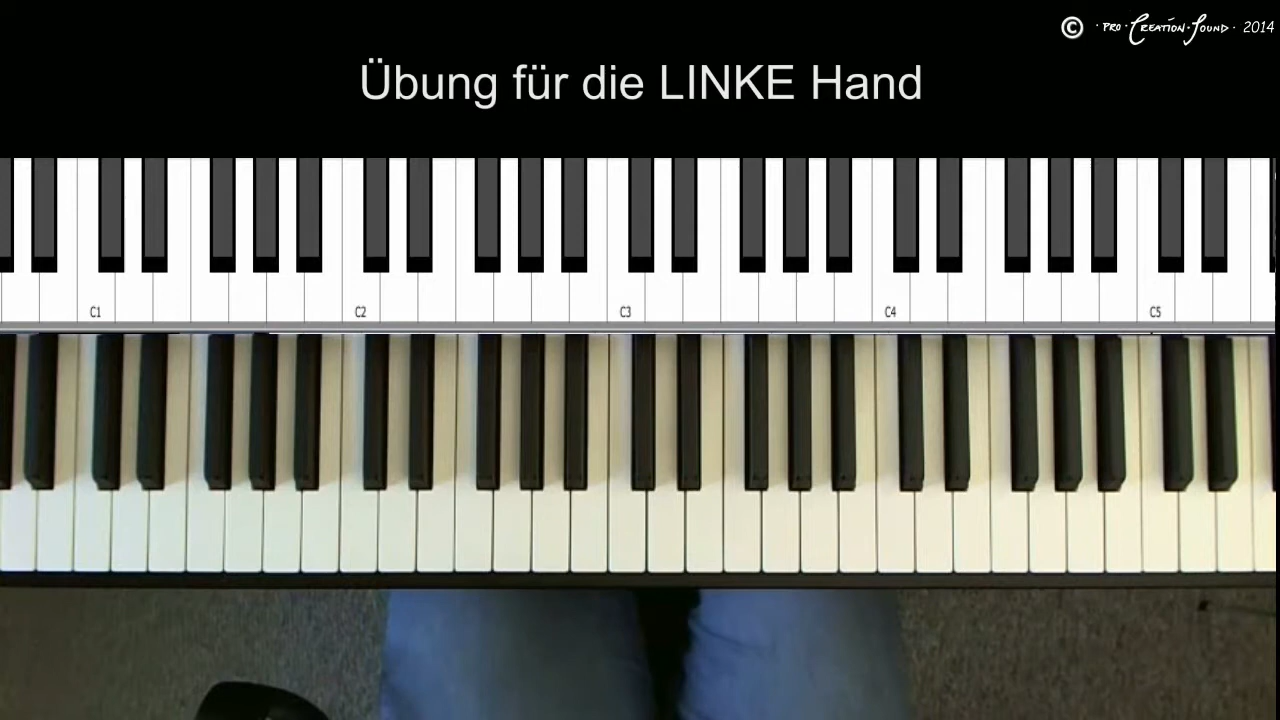 © · PRO · CREATION · SOUND · 2014
Übung für die LINKE Hand
C1 C2 C3 C4 C5